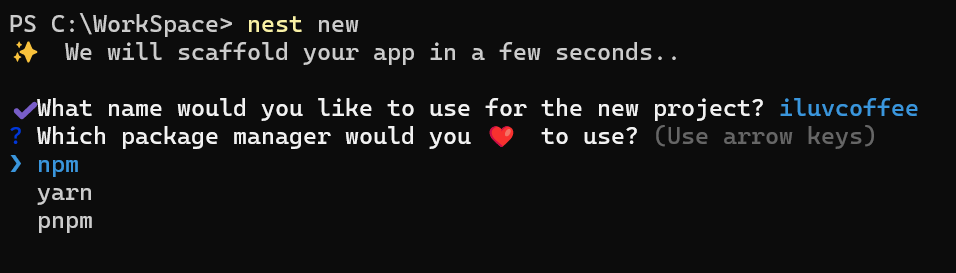 PS C:\WorkSpace> nest new
✨ We will scaffold your app in a few seconds..
✔What name would you like to use for the new project? iluvcoffee
? Which package manager would you ❤️ to use? (Use arrow keys)
❯ npm
yarn
pnpm